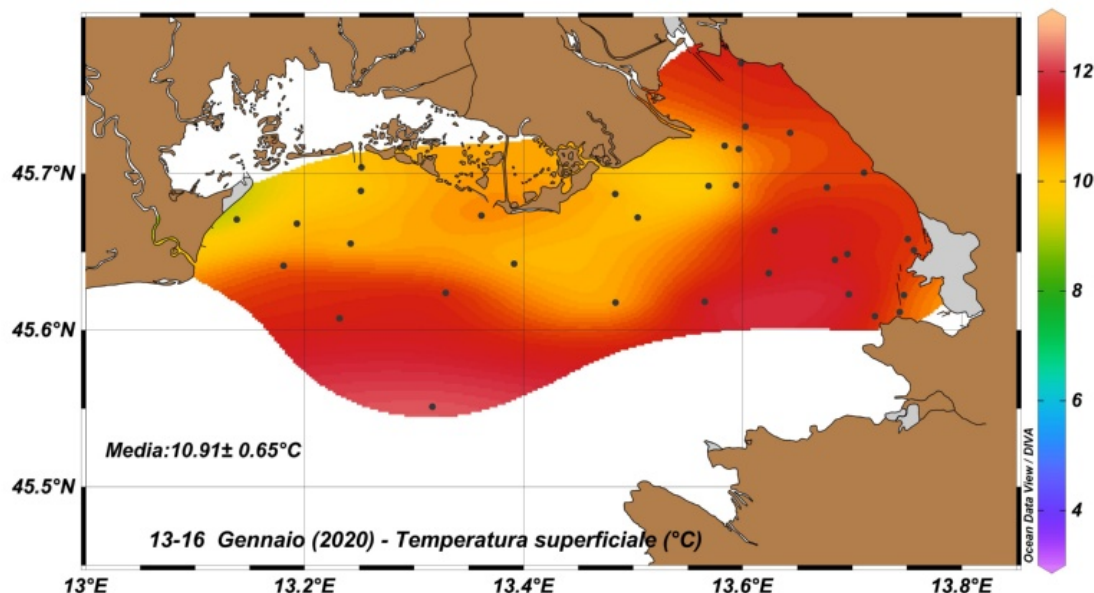 12
45.7°N
10
8
45.6°N
6
Media:10.91± 0.65°C
45.5°N
4
13-16 Gennaio (2020) - Temperatura superficiale (°C)
Ocean Data View / DIVA
13°E 13.2°E 13.4°E 13.6°E 13.8°E